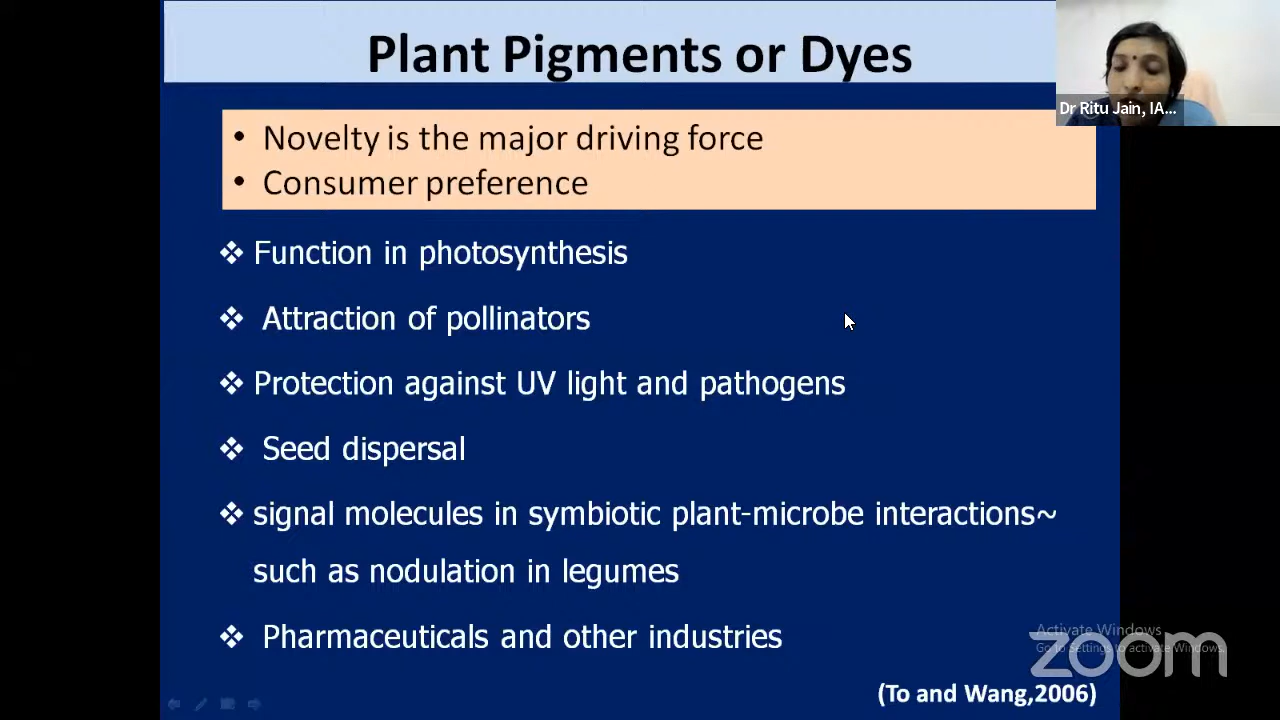 Plant Pigments or Dyes
Dr Ritu Jain, IA...
• Novelty is the major driving force
• Consumer preference
❖ Function in photosynthesis
❖ Attraction of pollinators
❖ Protection against UV light and pathogens
❖ Seed dispersal
❖ signal molecules in symbiotic plant-microbe interactions~
such as nodulation in legumes
❖ Pharmaceuticals and other industries
Activate Windows
Go to Settings to activate Windows.
zoom
(To and Wang,2006)